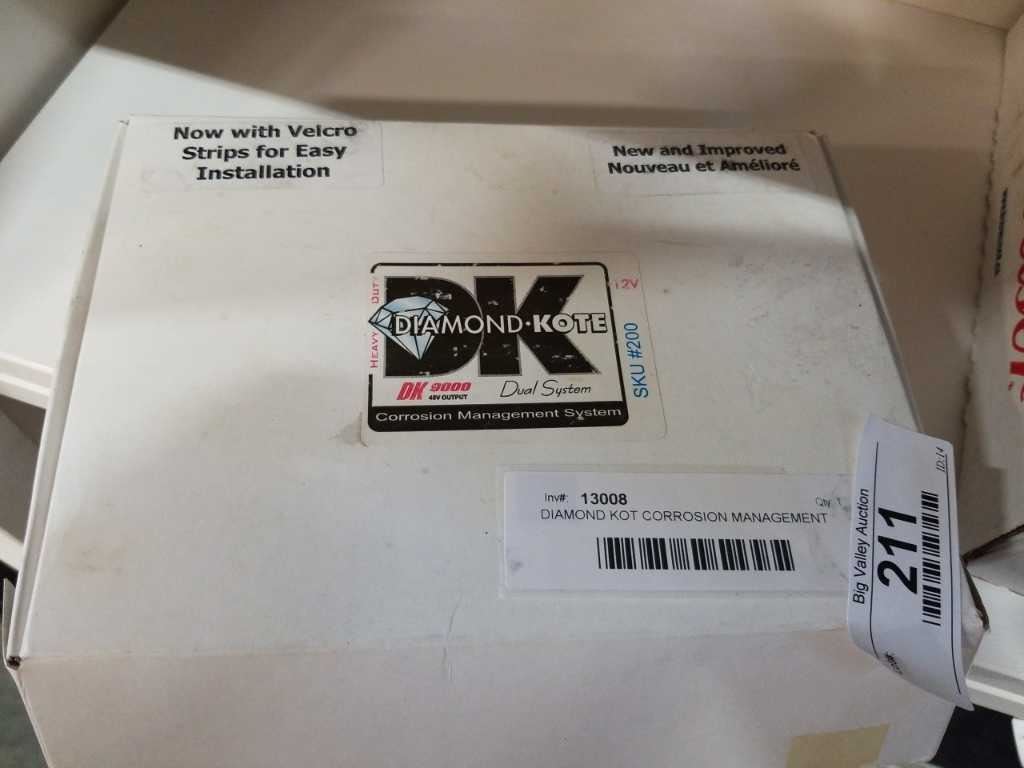 Now with Velcro
Strips for Easy
Installation
New and Improved
Nouveau et Amélioré
HEAVY DUTY
DK
12V
DIAMOND·KOTE
SKU #200
DK 9000
48V OUTPUT
Dual System
Corrosion Management System
Inv#: 13008
Qty: 1
DIAMOND KOT CORROSION MANAGEMENT
Big Valley Auction
211
ID:14